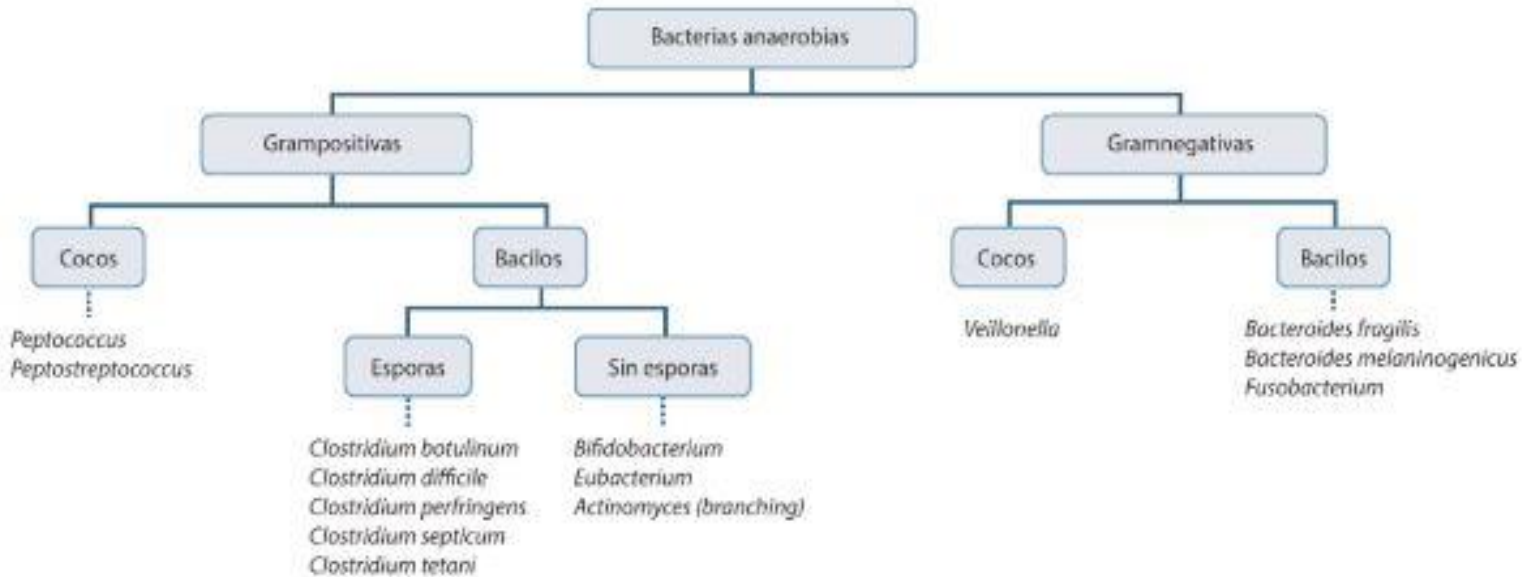 Bacterias anaerobias
Grampositivas
Gramnegativas
Cocos
Bacilos
Cocos
Bacilos
Peptococcus
Peptostreptococcus
Esporas
Sin esporas
Veillonella
Bacteroides fragilis
Bacteroides melaninogenicus
Fusobacterium
Clostridium botulinum
Clostridium difficile
Clostridium perfringens
Clostridium septicum
Clostridium tetani
Bifidobacterium
Eubacterium
Actinomyces (branching)